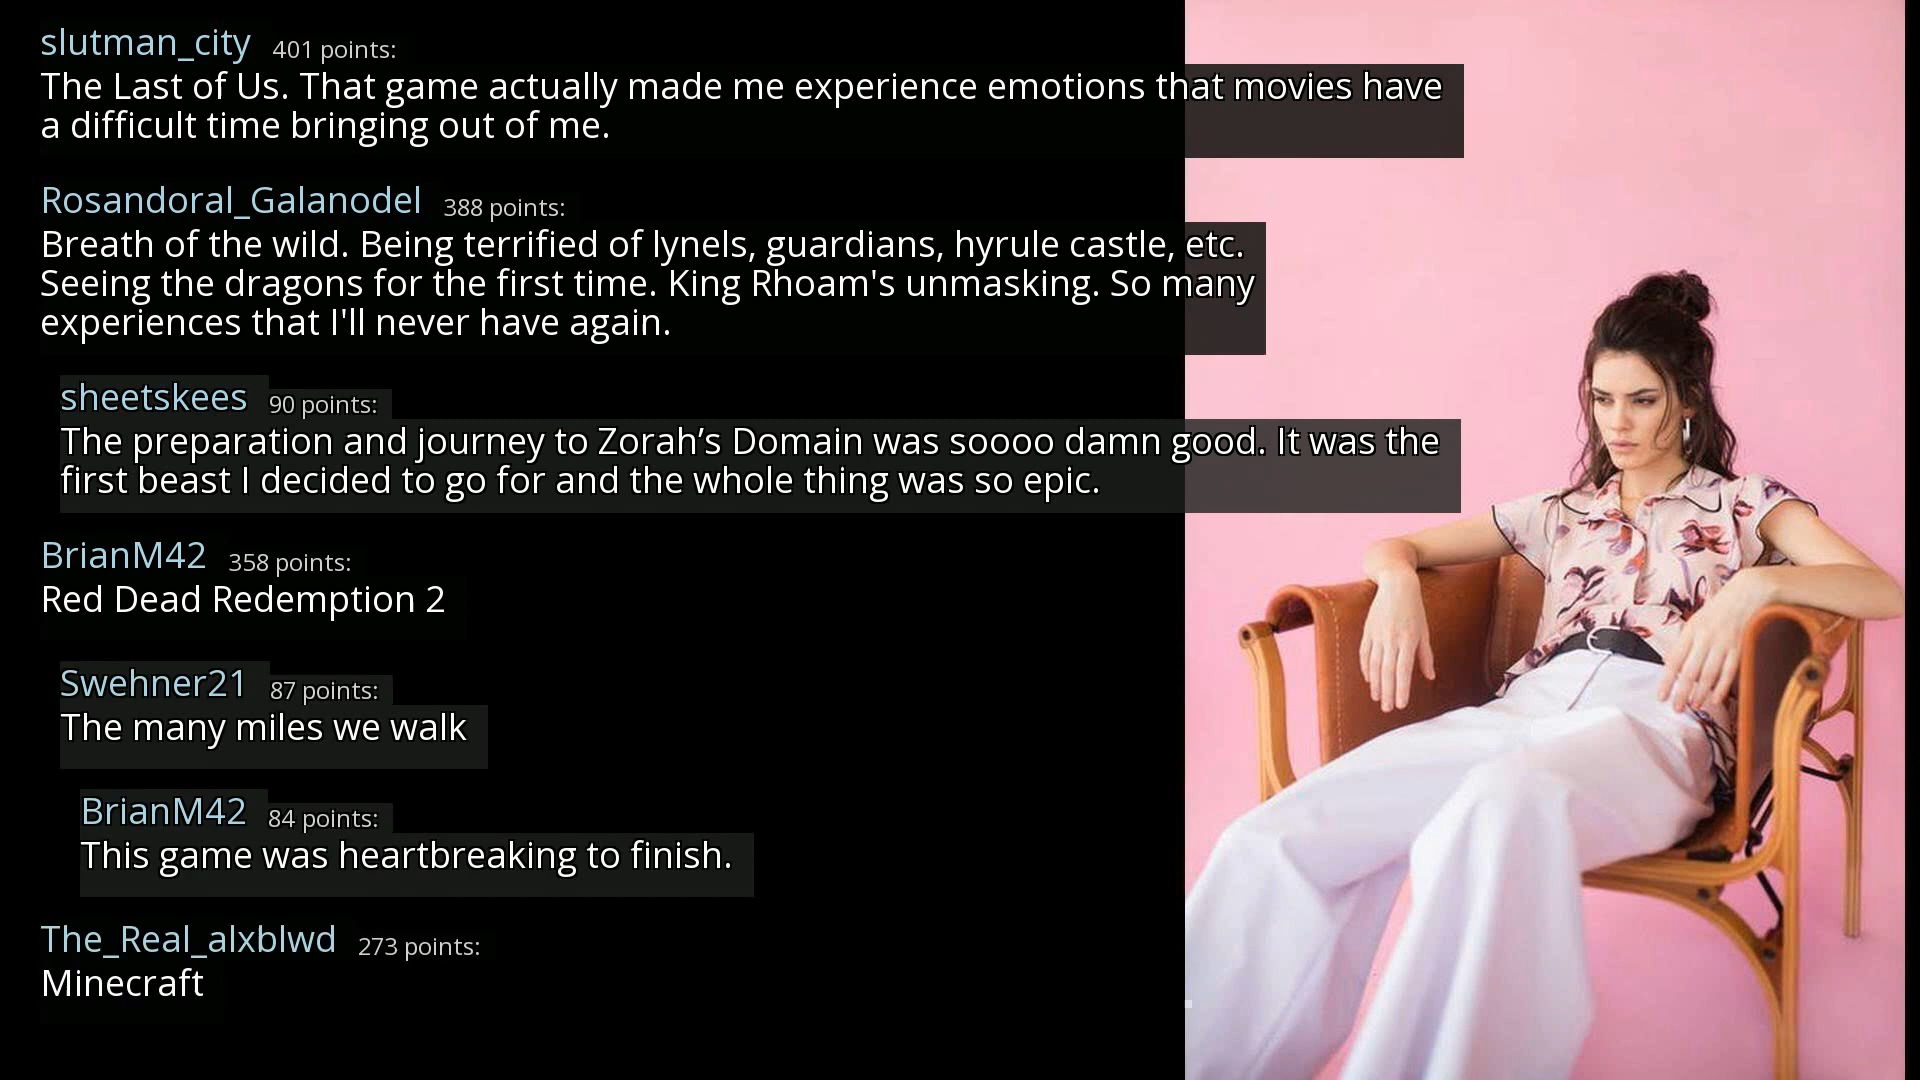 slutman_city 401 points:
The Last of Us. That game actually made me experience emotions that movies have
a difficult time bringing out of me.
Rosandoral_Galanodel 388 points:
Breath of the wild. Being terrified of lynels, guardians, hyrule castle, etc.
Seeing the dragons for the first time. King Rhoam's unmasking. So many
experiences that I'll never have again.
sheetskees 90 points:
The preparation and journey to Zorah’s Domain was soooo damn good. It was the
first beast I decided to go for and the whole thing was so epic.
BrianM42 358 points:
Red Dead Redemption 2
Swehner21 87 points:
The many miles we walk
BrianM42 84 points:
This game was heartbreaking to finish.
The_Real_alxblwd 273 points:
Minecraft